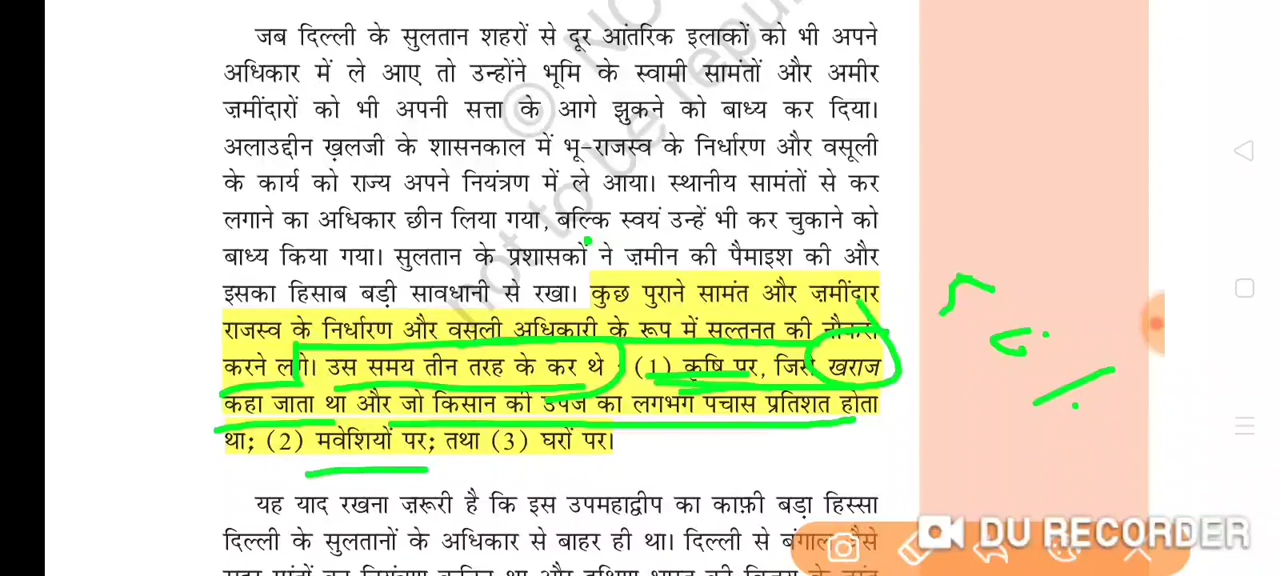 जब दिल्ली के सुलतान शहरों से दूर आंतरिक इलाकों को भी अपने
अधिकार में ले आए तो उन्होंने भूमि के स्वामी सामंतों और अमीर
ज़मींदारों को भी अपनी सत्ता के आगे झुकने को बाध्य कर दिया।
अलाउद्दीन ख़लजी के शासनकाल में भू-राजस्व के निर्धारण और वसूली
के कार्य को राज्य अपने नियंत्रण में ले आया। स्थानीय सामंतों से कर
लगाने का अधिकार छीन लिया गया, बल्कि स्वयं उन्हें भी कर चुकाने को
बाध्य किया गया। सुलतान के प्रशासकों ने ज़मीन की पैमाइश की और
इसका हिसाब बड़ी सावधानी से रखा। कुछ पुराने सामंत और ज़मींदार
राजस्व के निर्धारण और वसूली अधिकारी के रूप में सल्तनत की नौकरी
करने लगे। उस समय तीन तरह के कर थे : (1) कृषि पर, जिसे खराज
कहा जाता था और जो किसान की उपज का लगभग पचास प्रतिशत होता
था; (2) मवेशियों पर; तथा (3) घरों पर।
यह याद रखना ज़रूरी है कि इस उपमहाद्वीप का काफ़ी बड़ा हिस्सा
दिल्ली के सुलतानों के अधिकार से बाहर ही था। दिल्ली से बंगाल जैसे
not to be republ
DU RECORDER